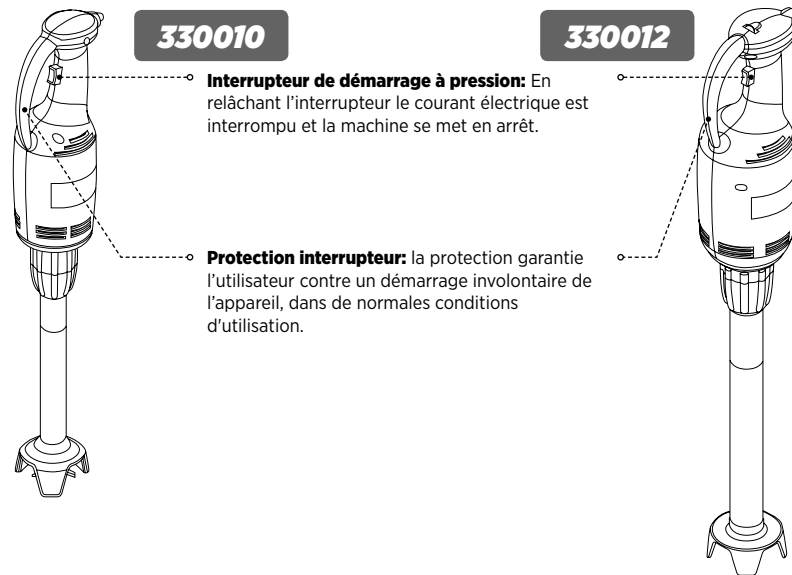 330010
330012
Interrupteur de démarrage à pression: En
relâchant l’interrupteur le courant électrique est
interrompu et la machine se met en arrêt.
Protection interrupteur: la protection garantie
l’utilisateur contre un démarrage involontaire de
l’appareil, dans de normales conditions
d'utilisation.